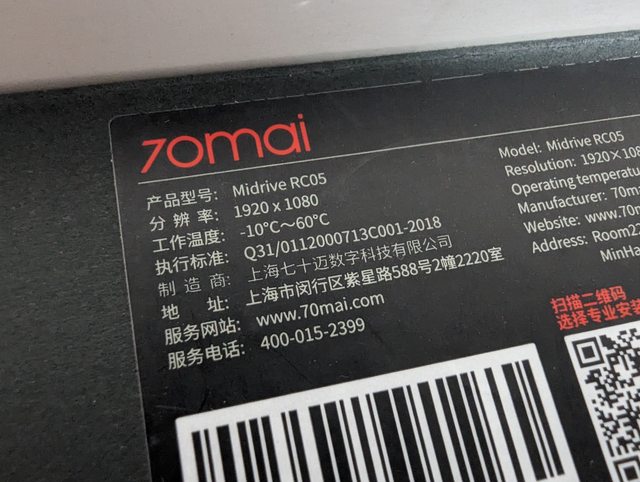 70mai
产品型号: Midrive RC05
分 辨 率: 1920 x 1080
工作温度: -10°C～60°C
执行标准: Q31/0112000713C001-2018
制 造 商: 上海七十迈数字科技有限公司
地 址: 上海市闵行区紫星路588号2幢2220室
服务网站: www.70mai.com
服务电话: 400-015-2399
Model: Midrive RC05
Resolution: 1920×108
Operating temperatu
Manufacturer: 70m
Website: www.70
Address: Room22
MinHa
扫描二维码
选择专业安装